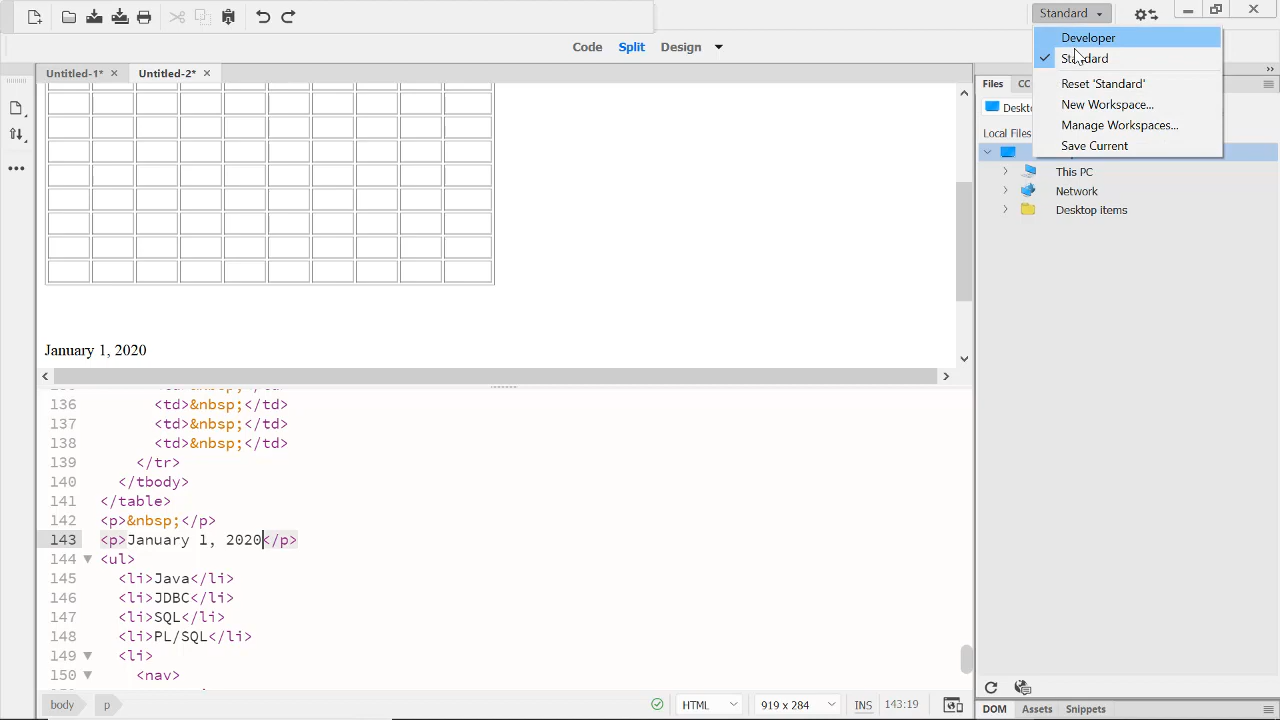 Standard
Developer
Standard
Reset 'Standard'
New Workspace...
Manage Workspaces...
Save Current
Code Split Design
Untitled-1* Untitled-2*
Files CC
Local Files
This PC
Network
Desktop items
January 1, 2020
136 <td>&nbsp;</td>
137 <td>&nbsp;</td>
138 <td>&nbsp;</td>
139 </tr>
140 </tbody>
141 </table>
142 <p>&nbsp;</p>
143 <p>January 1, 2020</p>
144 <ul>
145 <li>Java</li>
146 <li>JDBC</li>
147 <li>SQL</li>
148 <li>PL/SQL</li>
149 <li>
150 <nav>
body p HTML 919 x 284 INS 143:19
DOM Assets Snippets